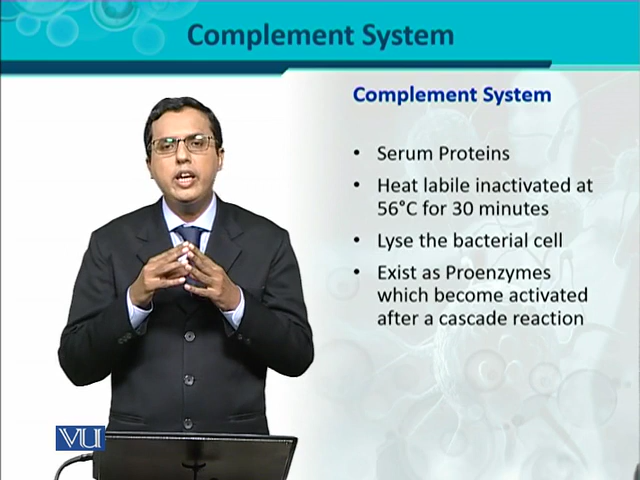 Complement System
Complement System
• Serum Proteins
• Heat labile inactivated at
56°C for 30 minutes
• Lyse the bacterial cell
• Exist as Proenzymes
which become activated
after a cascade reaction
VU